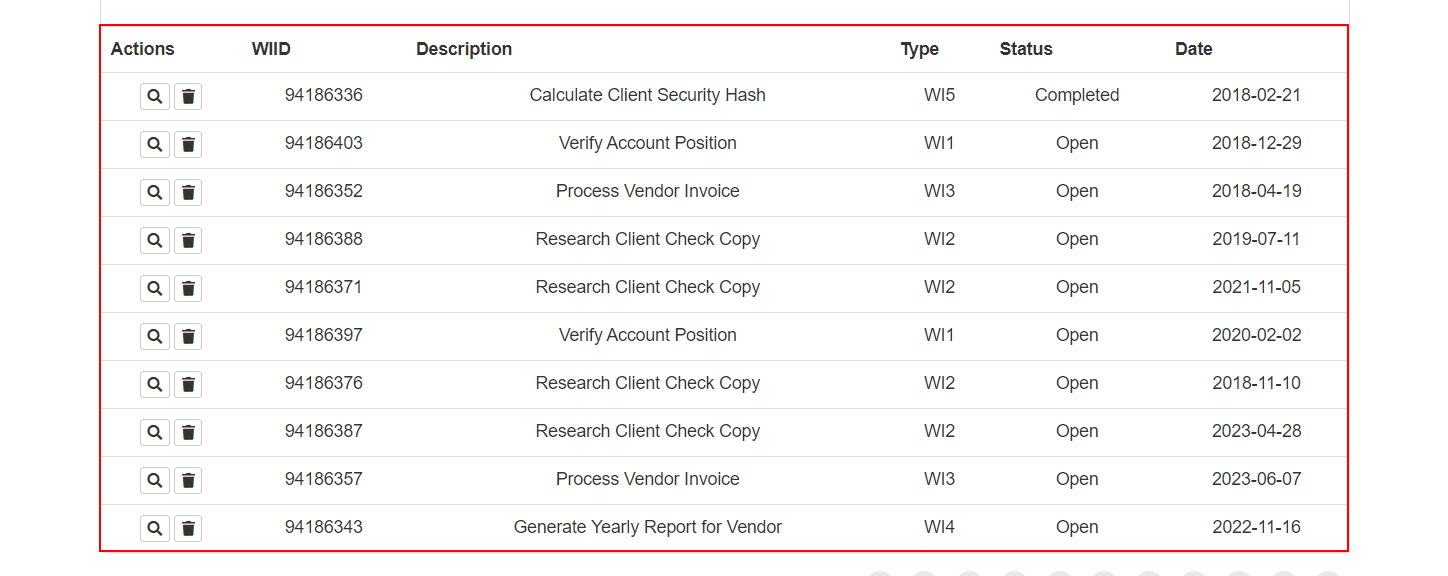 Actions WIID Description Type Status Date
94186336 Calculate Client Security Hash WI5 Completed 2018-02-21
94186403 Verify Account Position WI1 Open 2018-12-29
94186352 Process Vendor Invoice WI3 Open 2018-04-19
94186388 Research Client Check Copy WI2 Open 2019-07-11
94186371 Research Client Check Copy WI2 Open 2021-11-05
94186397 Verify Account Position WI1 Open 2020-02-02
94186376 Research Client Check Copy WI2 Open 2018-11-10
94186387 Research Client Check Copy WI2 Open 2023-04-28
94186357 Process Vendor Invoice WI3 Open 2023-06-07
94186343 Generate Yearly Report for Vendor WI4 Open 2022-11-16